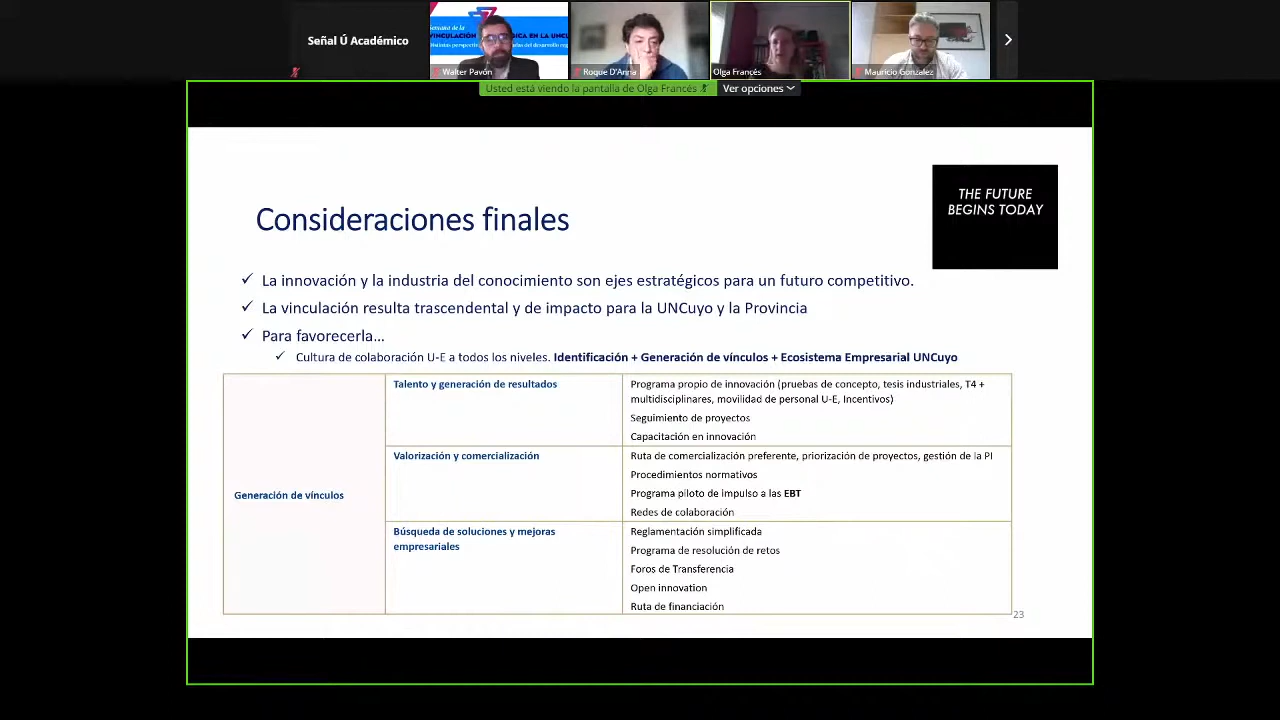 Señal Ú Académico
Semana de la
VINCULACIÓN
EN LA UNCU
Walter Pavón
Roque D'Anna
Olga Francés
Mauricio González
Usted está viendo la pantalla de Olga Francés
Ver opciones
THE FUTURE
BEGINS TODAY
Consideraciones finales
✓ La innovación y la industria del conocimiento son ejes estratégicos para un futuro competitivo.
✓ La vinculación resulta trascendental y de impacto para la UNCuyo y la Provincia
✓ Para favorecerla...
✓ Cultura de colaboración U-E a todos los niveles. Identificación + Generación de vínculos + Ecosistema Empresarial UNCuyo
Generación de vínculos
Talento y generación de resultados
Programa propio de innovación (pruebas de concepto, tesis industriales, T4 +
multidisciplinares, movilidad de personal U-E, Incentivos)
Seguimiento de proyectos
Capacitación en innovación
Valorización y comercialización
Ruta de comercialización preferente, priorización de proyectos, gestión de la PI
Procedimientos normativos
Programa piloto de impulso a las EBT
Redes de colaboración
Búsqueda de soluciones y mejoras
empresariales
Reglamentación simplificada
Programa de resolución de retos
Foros de Transferencia
Open innovation
Ruta de financiación
23